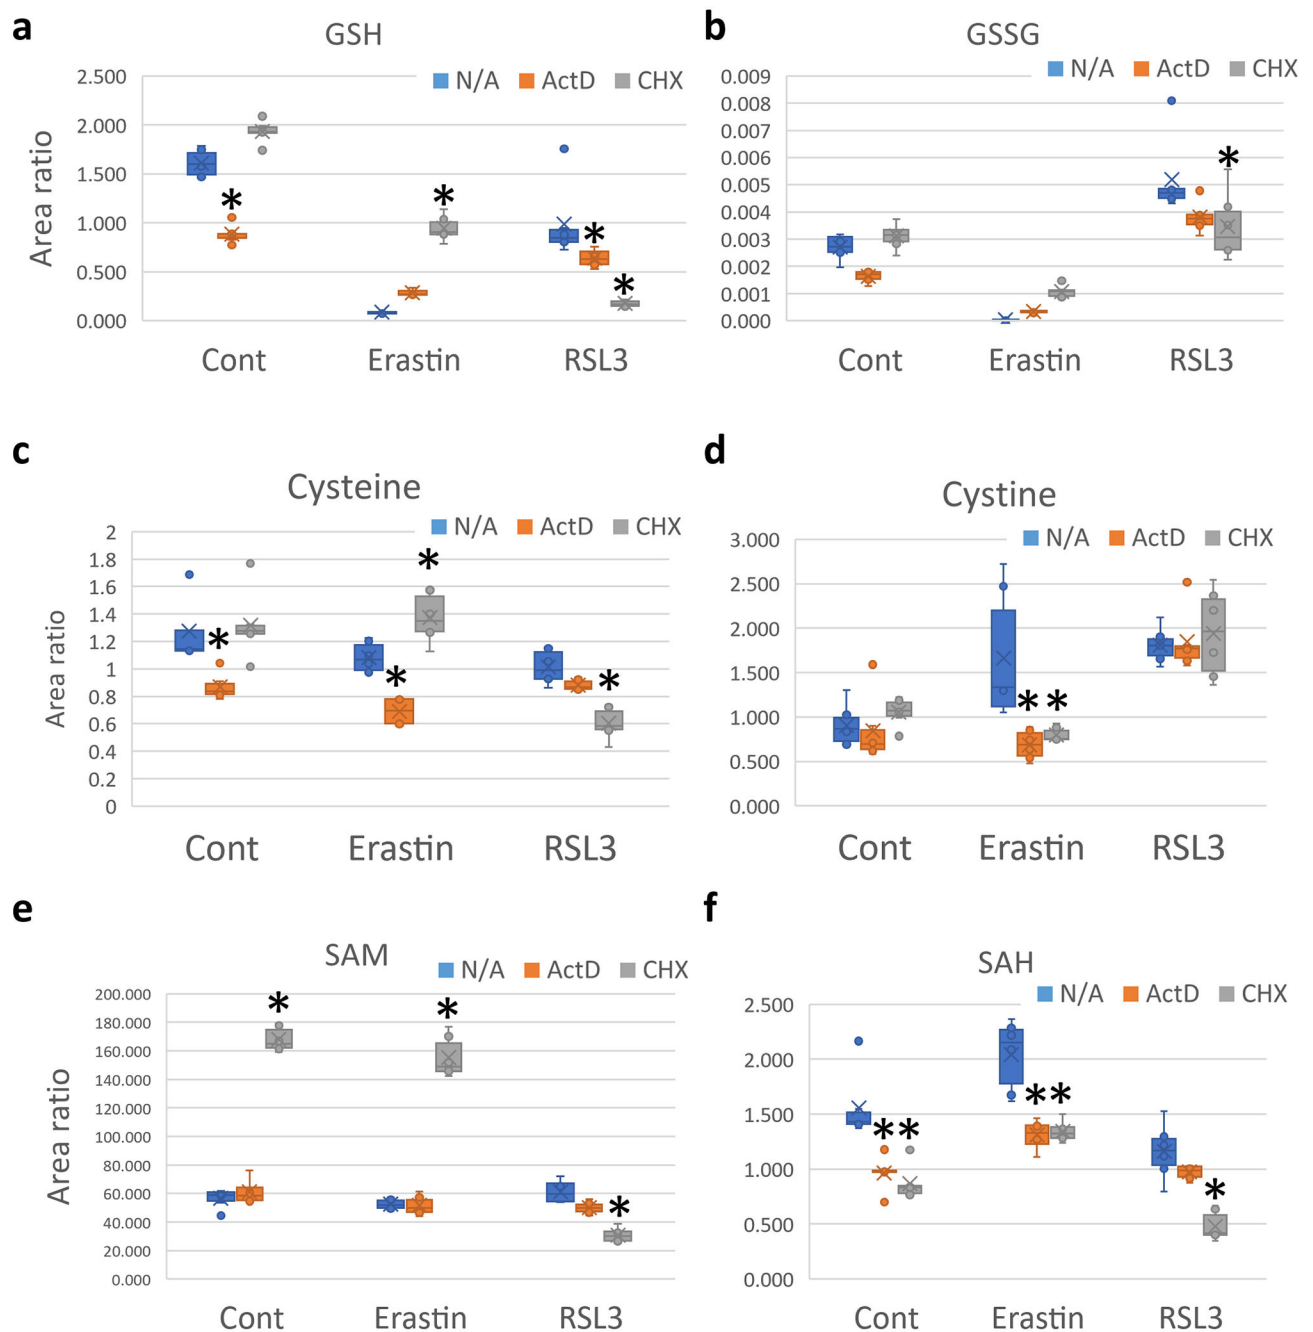 a
GSH
N/A ActD CHX
Area ratio
2.500
2.000
1.500
1.000
0.500
0.000
*
*
*
*
Cont Erastin RSL3
b
GSSG
N/A ActD CHX
0.009
0.008
0.007
0.006
0.005
0.004
0.003
0.002
0.001
0.000
*
Cont Erastin RSL3
c
Cysteine
N/A ActD CHX
Area ratio
2
1.8
1.6
1.4
1.2
1
0.8
0.6
0.4
0.2
0
*
*
*
*
Cont Erastin RSL3
d
Cystine
N/A ActD CHX
3.000
2.500
2.000
1.500
1.000
0.500
0.000
* *
Cont Erastin RSL3
e
SAM
N/A ActD CHX
Area ratio
200.000
180.000
160.000
140.000
120.000
100.000
80.000
60.000
40.000
20.000
0.000
*
*
*
Cont Erastin RSL3
f
SAH
N/A ActD CHX
2.500
2.000
1.500
1.000
0.500
0.000
* *
* *
*
Cont Erastin RSL3